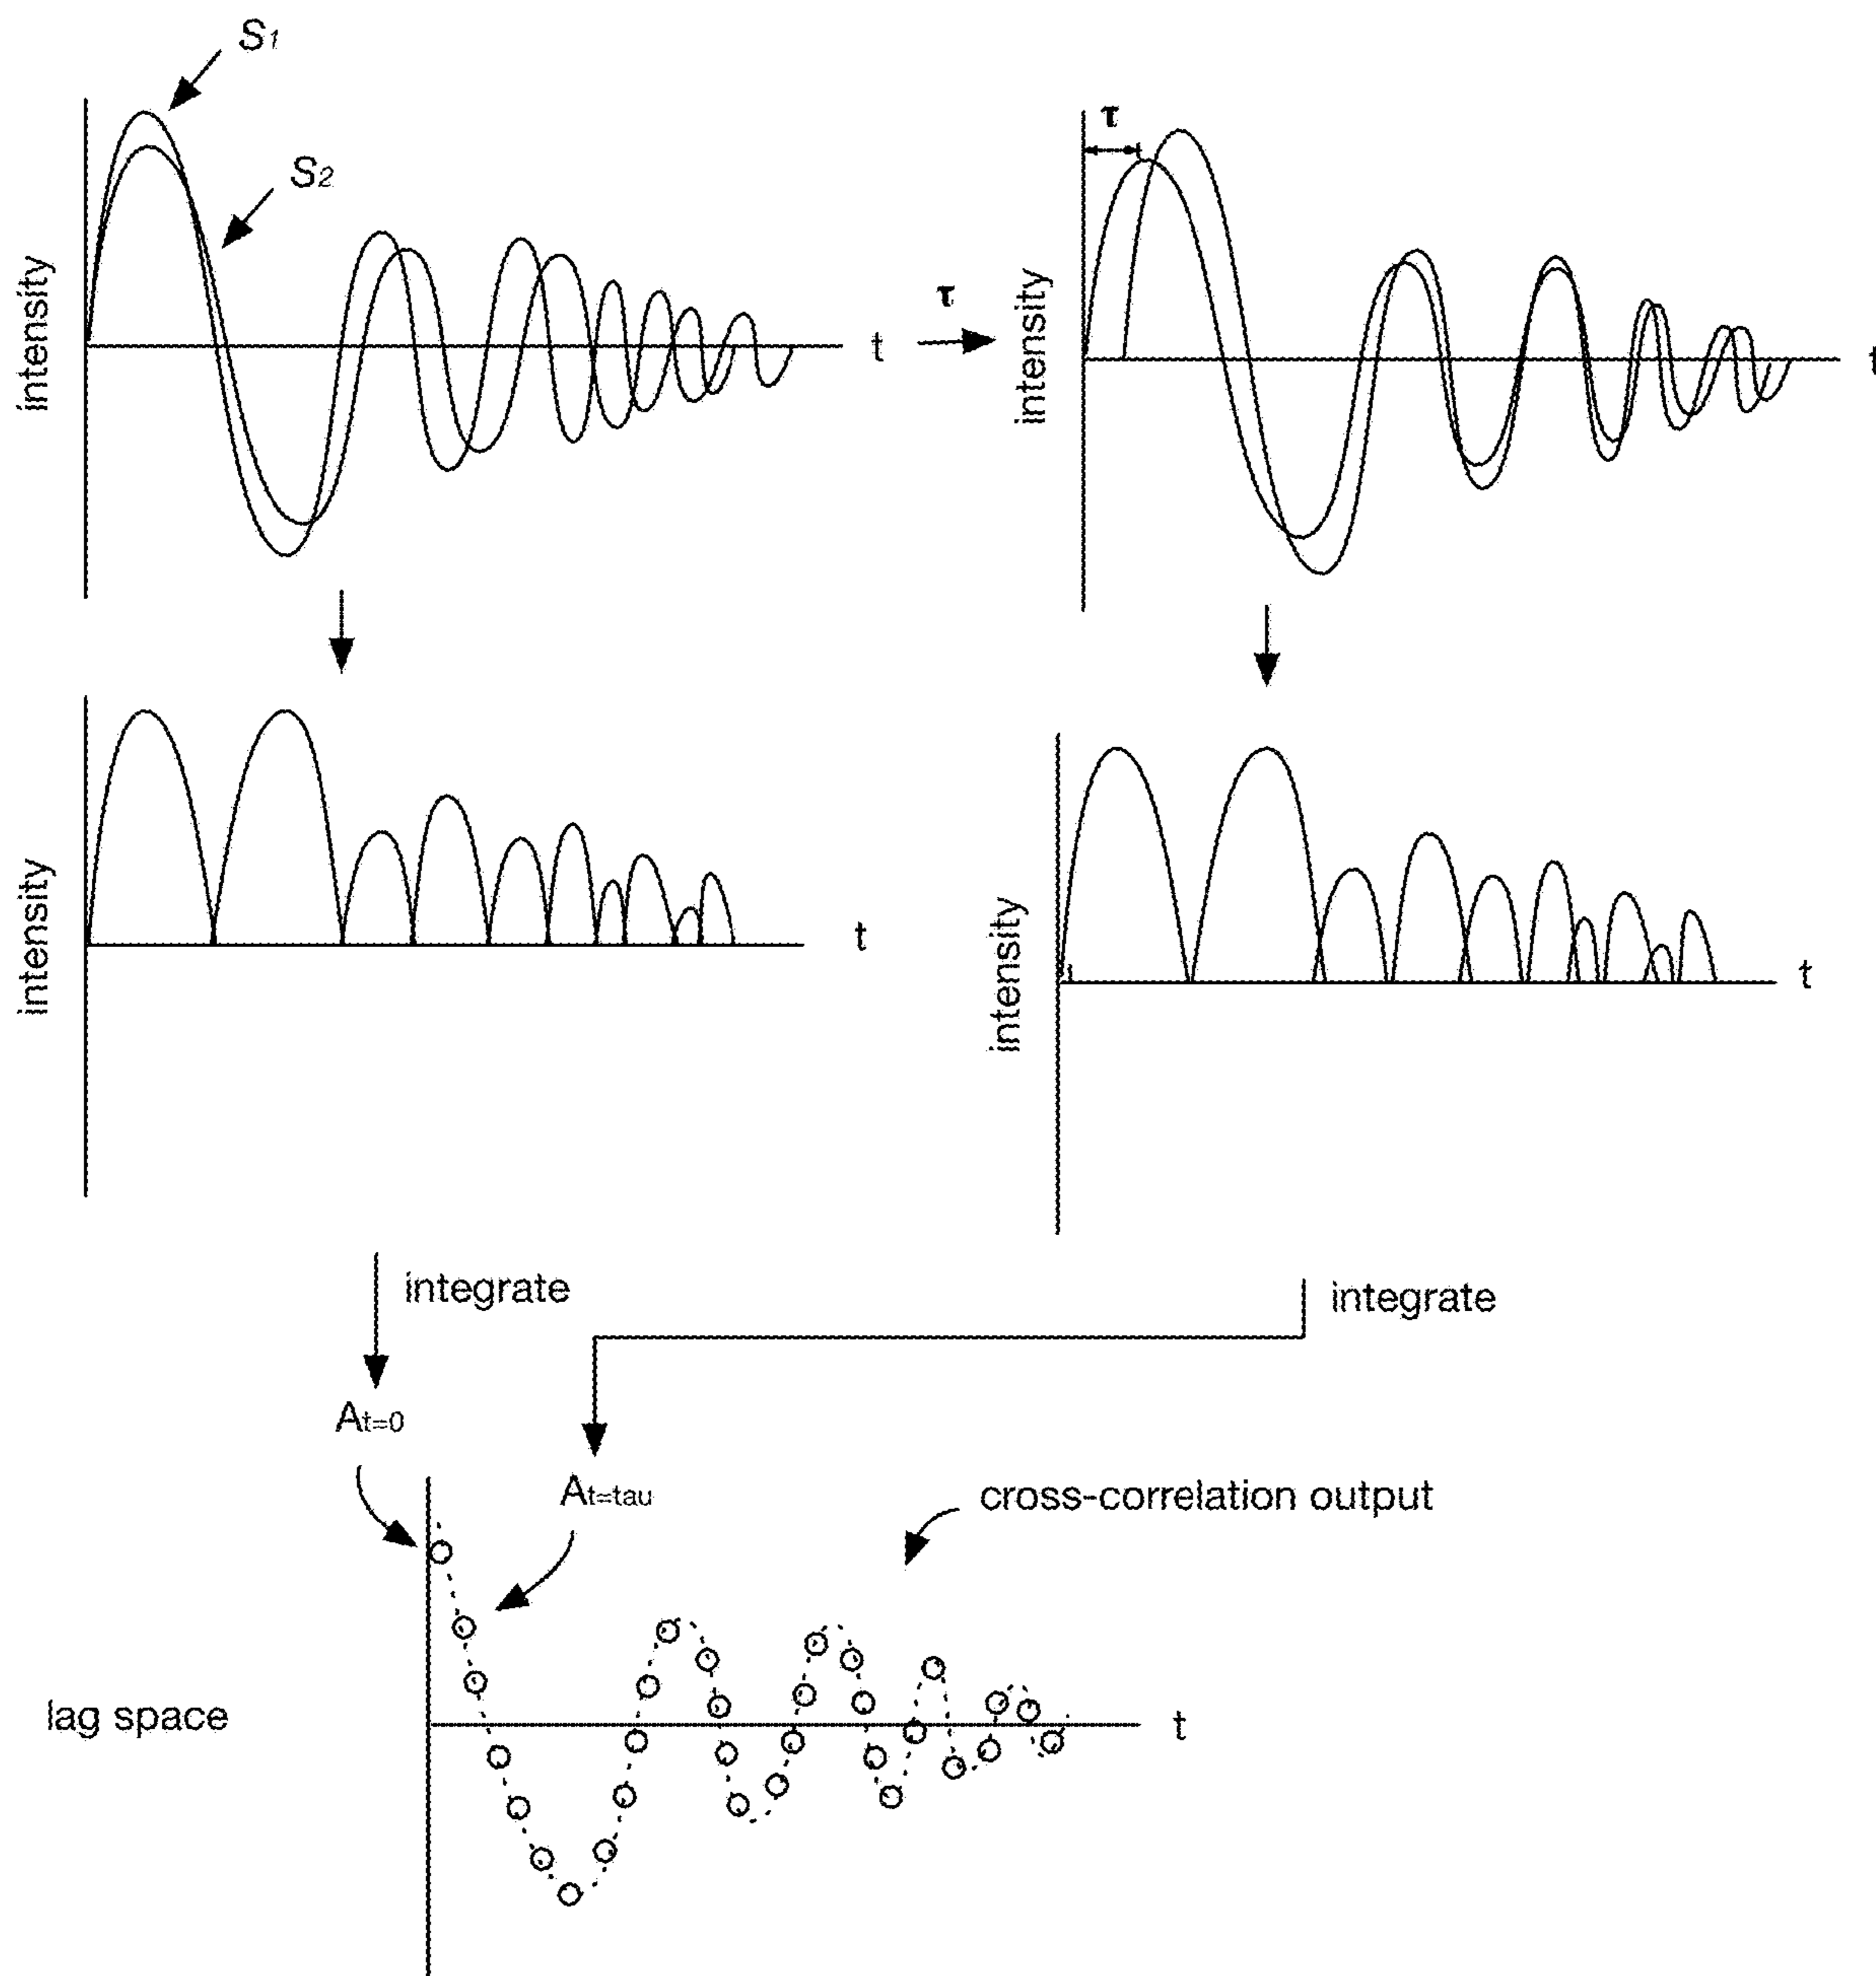 S1
S2
intensity
t
τ
τ
intensity
t
intensity
t
intensity
t
integrate
integrate
At=0
At=tau
cross-correlation output
lag space
t